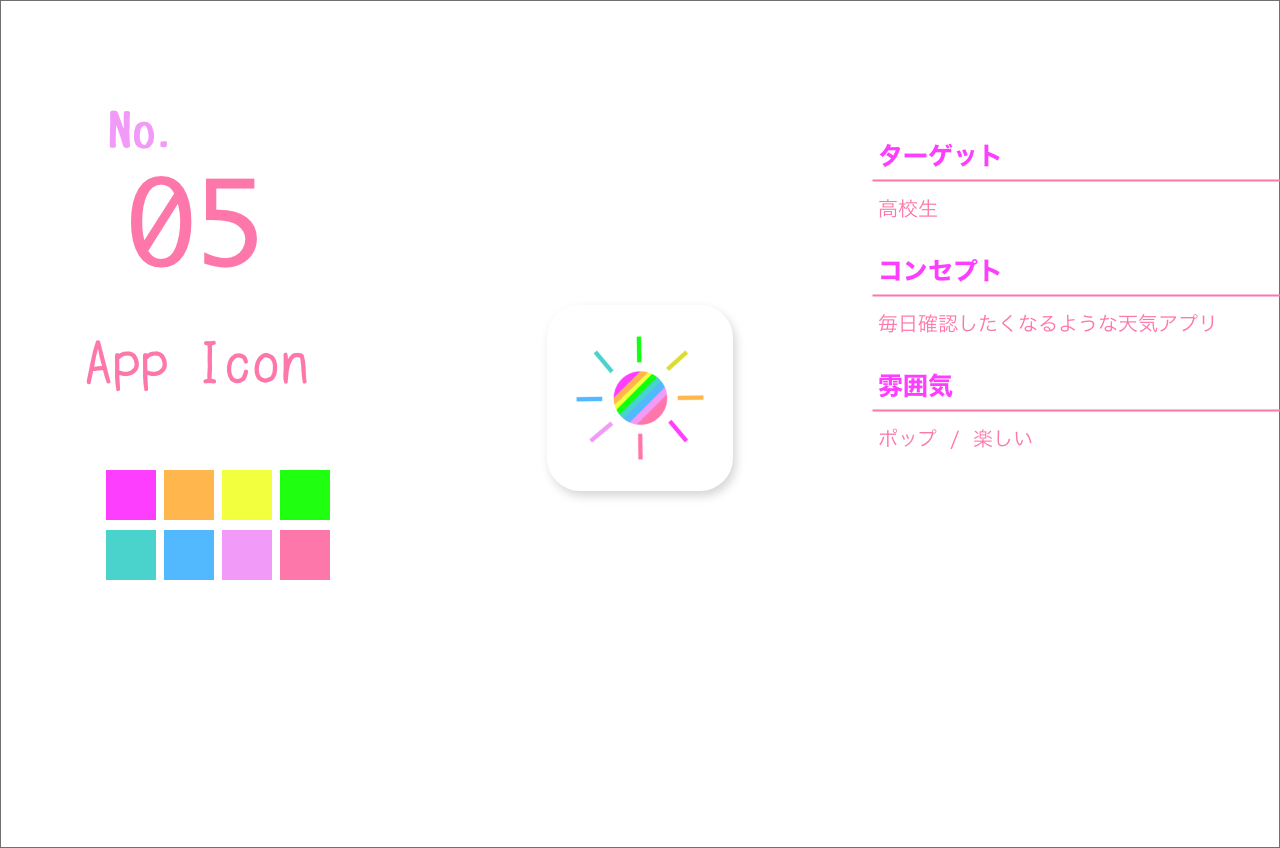 No.
05
App Icon
ターゲット
高校生
コンセプト
毎日確認したくなるような天気アプリ
雰囲気
ポップ / 楽しい